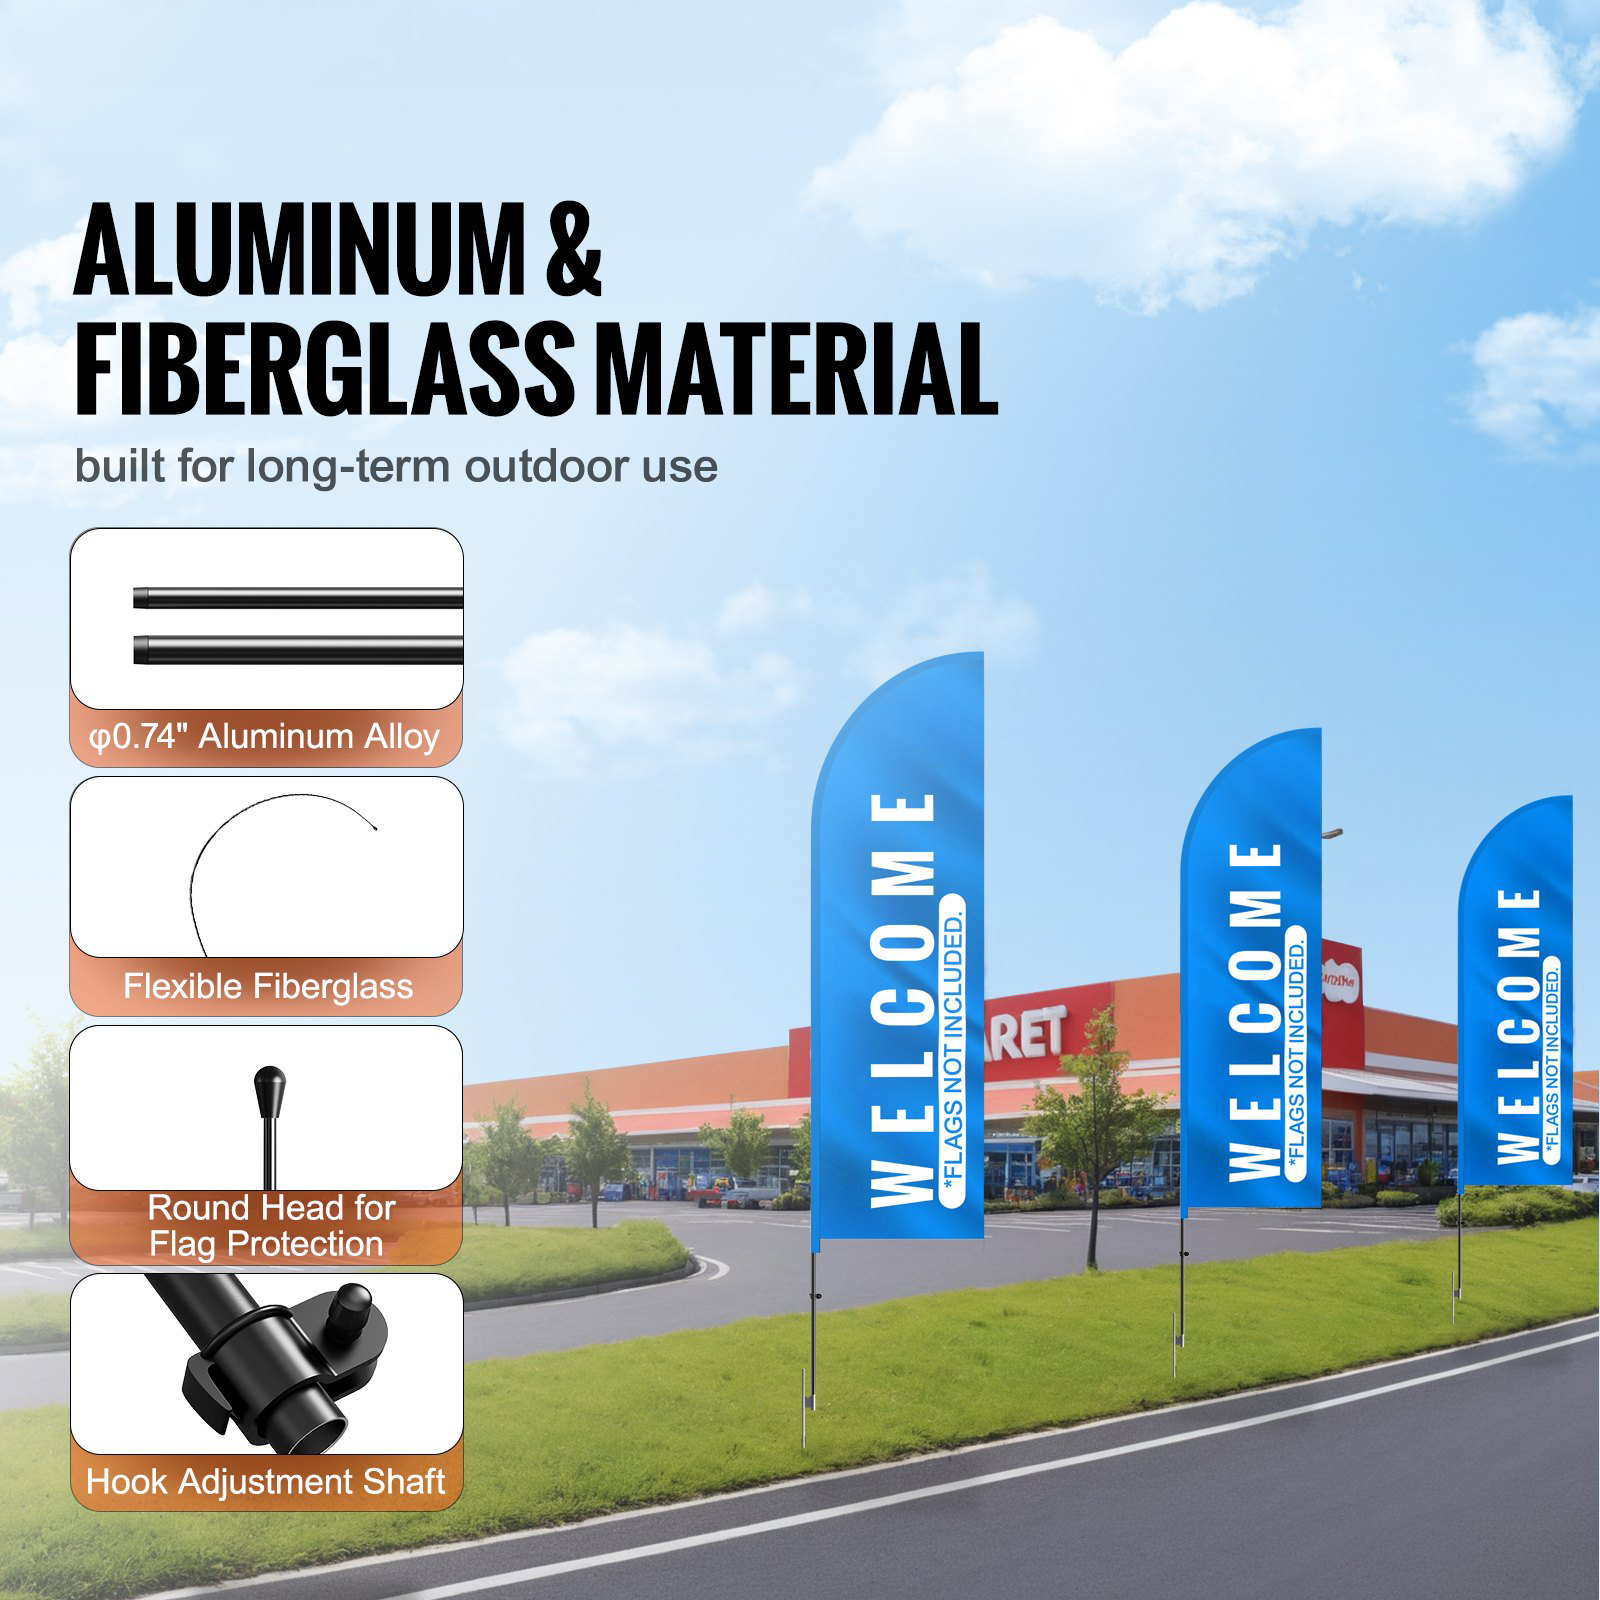 ALUMINUM &
FIBERGLASS MATERIAL
built for long-term outdoor use
φ0.74" Aluminum Alloy
Flexible Fiberglass
Round Head for
Flag Protection
Hook Adjustment Shaft
WELCOME
*FLAGS NOT INCLUDED.
WELCOME
*FLAGS NOT INCLUDED.
WELCOME
*FLAGS NOT INCLUDED.
RET